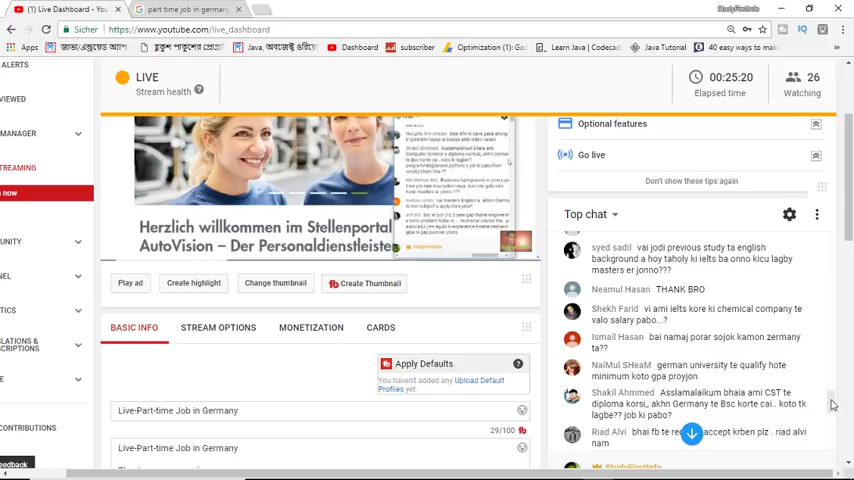 StudyFirstInfo
(1) Live Dashboard - You
part time job in germany
Sicher
https://www.youtube.com/live_dashboard
Apps
জাভা/এন্ড্রয়েড অ্যাপ
হুকুশ পাকুশের প্রোগ্রা
Java, অবজেক্ট ওরিয়েন্টে
Dashboard
subscriber
Optimization (1): Goo
Learn Java | Codecad
Java Tutorial
40 easy ways to make
ALERTS
VIEWED
MANAGER
STREAMING
now
UNITY
NEL
TICS
LATIONS &
SCRIPTIONS
CONTRIBUTIONS
Feedback
LIVE
Stream health
00:25:20
Elapsed time
26
Watching
Herzlich willkommen im Stellenportal
AutoVision – Der Personaldienstleiste
Play ad
Create highlight
Change thumbnail
Create Thumbnail
BASIC INFO
STREAM OPTIONS
MONETIZATION
CARDS
Apply Defaults
You haven't added any Upload Default
Profiles yet.
Live-Part-time Job in Germany
29/100
Live-Part-time Job in Germany
Optional features
Go live
Don't show these tips again
Top chat
syed sadil vai jodi previous study ta english
background a hoy taholy ki ielts ba onno kicu lagby
masters er jonno???
Neamul Hasan THANK BRO
Shekh Farid vi ami ielts kore ki chemical company te
valo salary pabo...?
Ismail Hasan bai namaj porar sojok kamon zermany
ta??
NaiMul SHeaM german university te qualify hote
minimum koto gpa proyjon
Shakil Ahmmed Asslamalaikum bhaia ami CST te
diploma korsi,, akhn Germany te Bsc korte cai.. koto tk
lagbe?? job ki pabo?
Riad Alvi bhai fb te re accept krben plz . riad alvi
nam
StudyFirstInfo